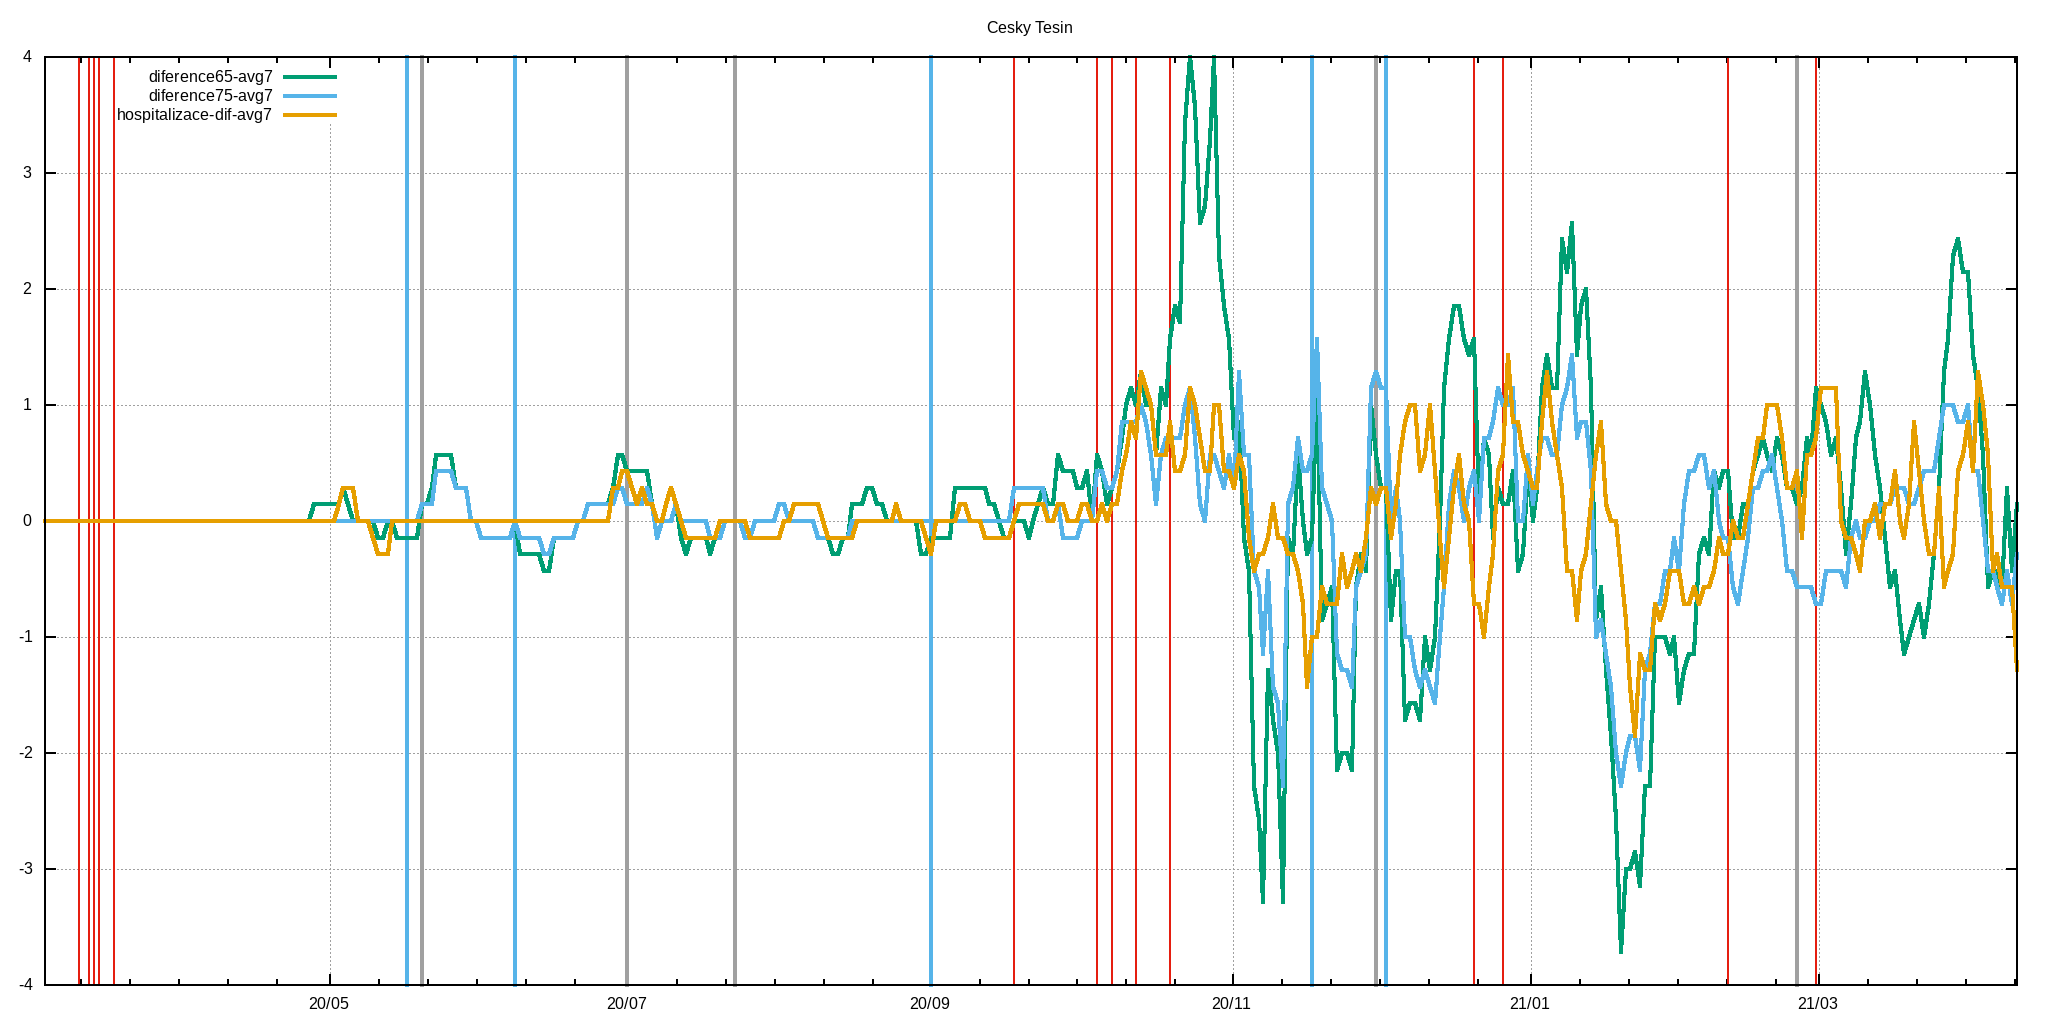 Cesky Tesin
diference65-avg7
diference75-avg7
hospitalizace-dif-avg7
4
3
2
1
0
-1
-2
-3
-4
20/05 20/07 20/09 20/11 21/01 21/03